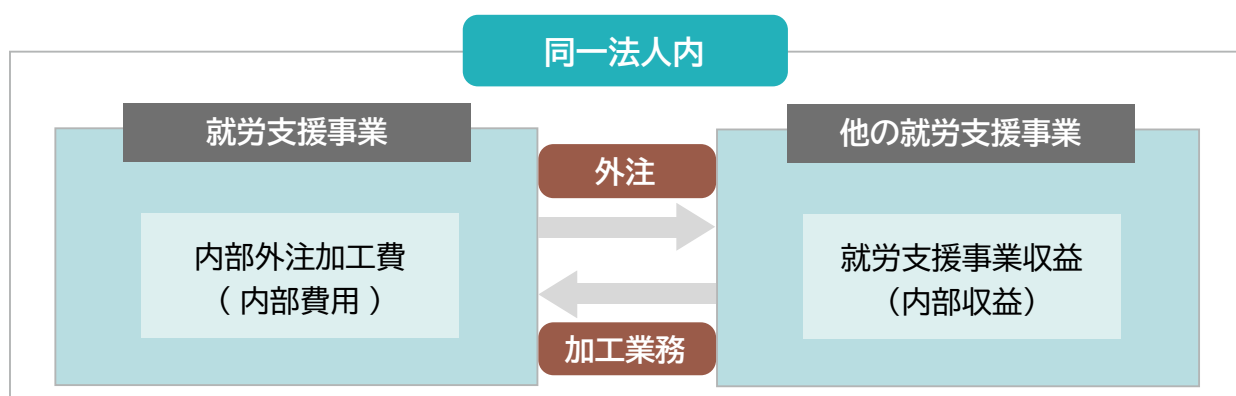 同一法人内
就労支援事業
他の就労支援事業
外注
内部外注加工費
（ 内部費用 ）
就労支援事業収益
（内部収益）
加工業務